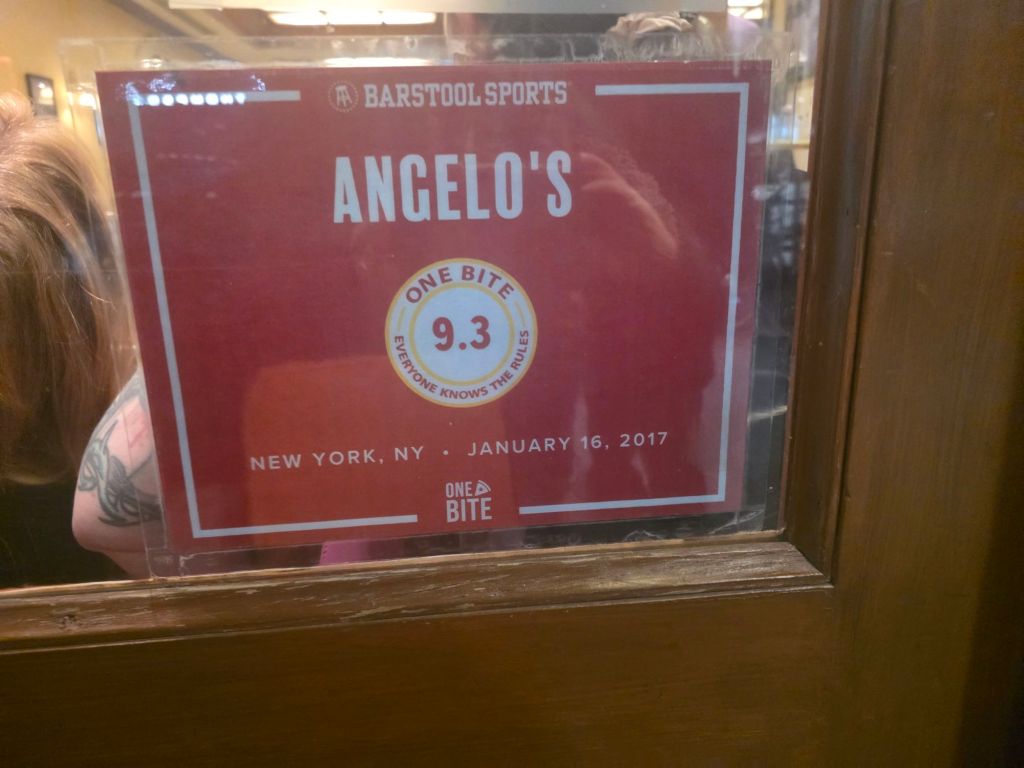 BARSTOOL SPORTS
ANGELO'S
ONE BITE
9.3
EVERYONE KNOWS THE RULES
NEW YORK, NY • JANUARY 16, 2017
ONE
BITE